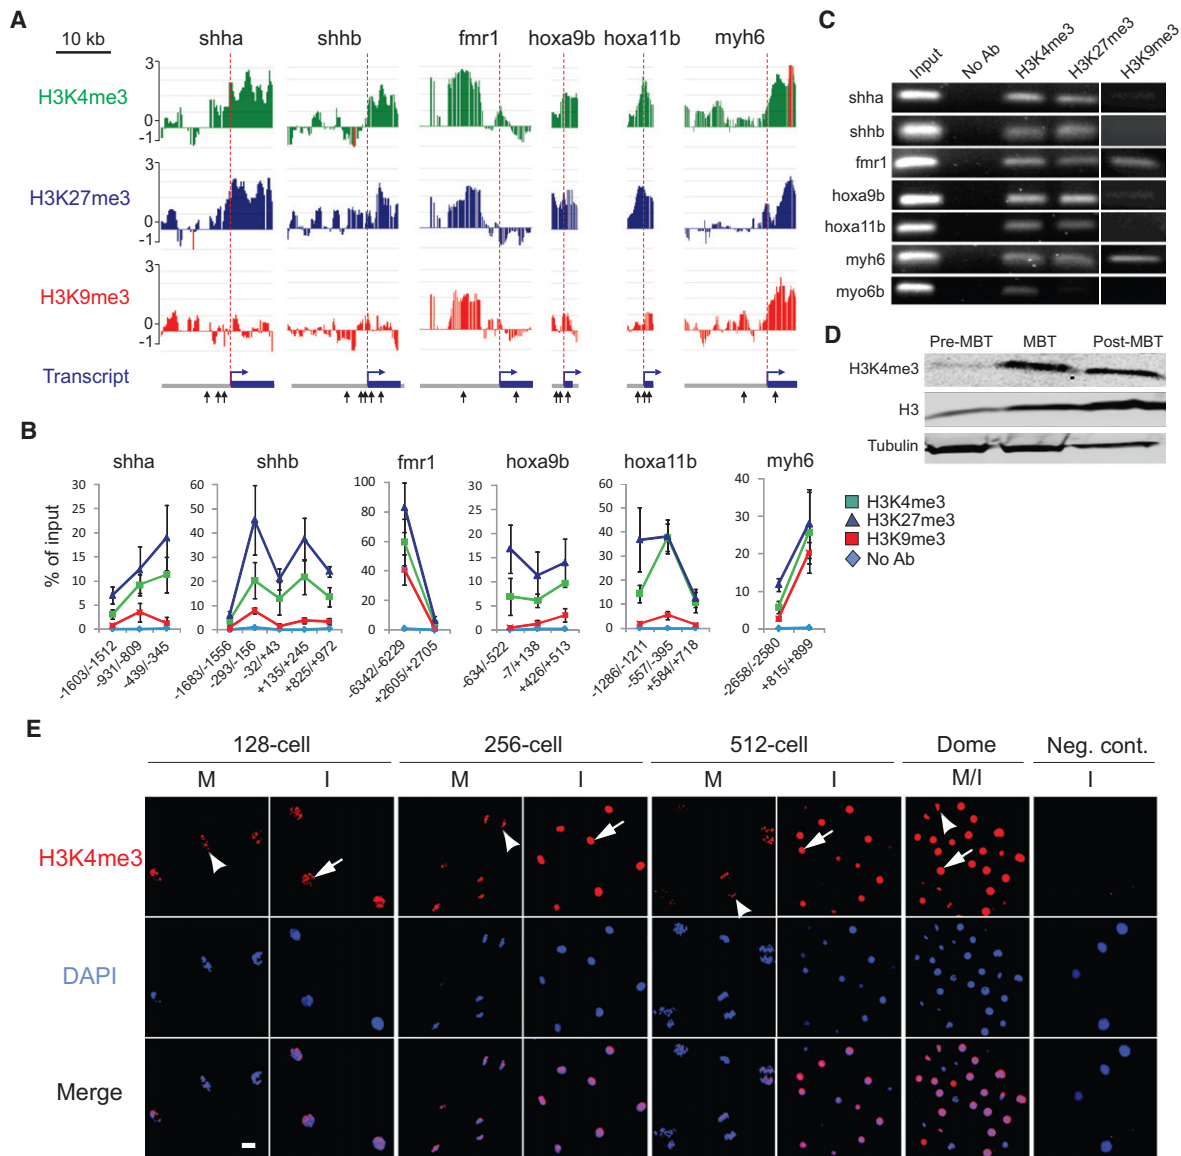 A
10 kb
shha
shhb
fmr1
hoxa9b
hoxa11b
myh6
H3K4me3
3
0
-1
H3K27me3
3
0
-1
H3K9me3
3
0
-1
Transcript
B
% of input
shha
30
25
20
15
10
5
0
-1603/-1512
-931/-809
-439/-345
shhb
60
50
40
30
20
10
0
-1683/-1556
-293/-156
-32/+43
+135/+245
+825/+972
fmr1
100
80
60
40
20
0
-6342/-6229
+2605/+2705
hoxa9b
30
25
20
15
10
5
0
-634/-522
-7/+138
+426/+513
hoxa11b
60
50
40
30
20
10
0
-1286/-1211
-557/-395
+584/+718
myh6
40
30
20
10
0
-2658/-2580
+815/+899
H3K4me3
H3K27me3
H3K9me3
No Ab
C
Input
No Ab
H3K4me3
H3K27me3
H3K9me3
shha
shhb
fmr1
hoxa9b
hoxa11b
myh6
myo6b
D
Pre-MBT MBT Post-MBT
H3K4me3
H3
Tubulin
E
128-cell 256-cell 512-cell Dome Neg. cont.
M I M I M I M/I I
H3K4me3
DAPI
Merge